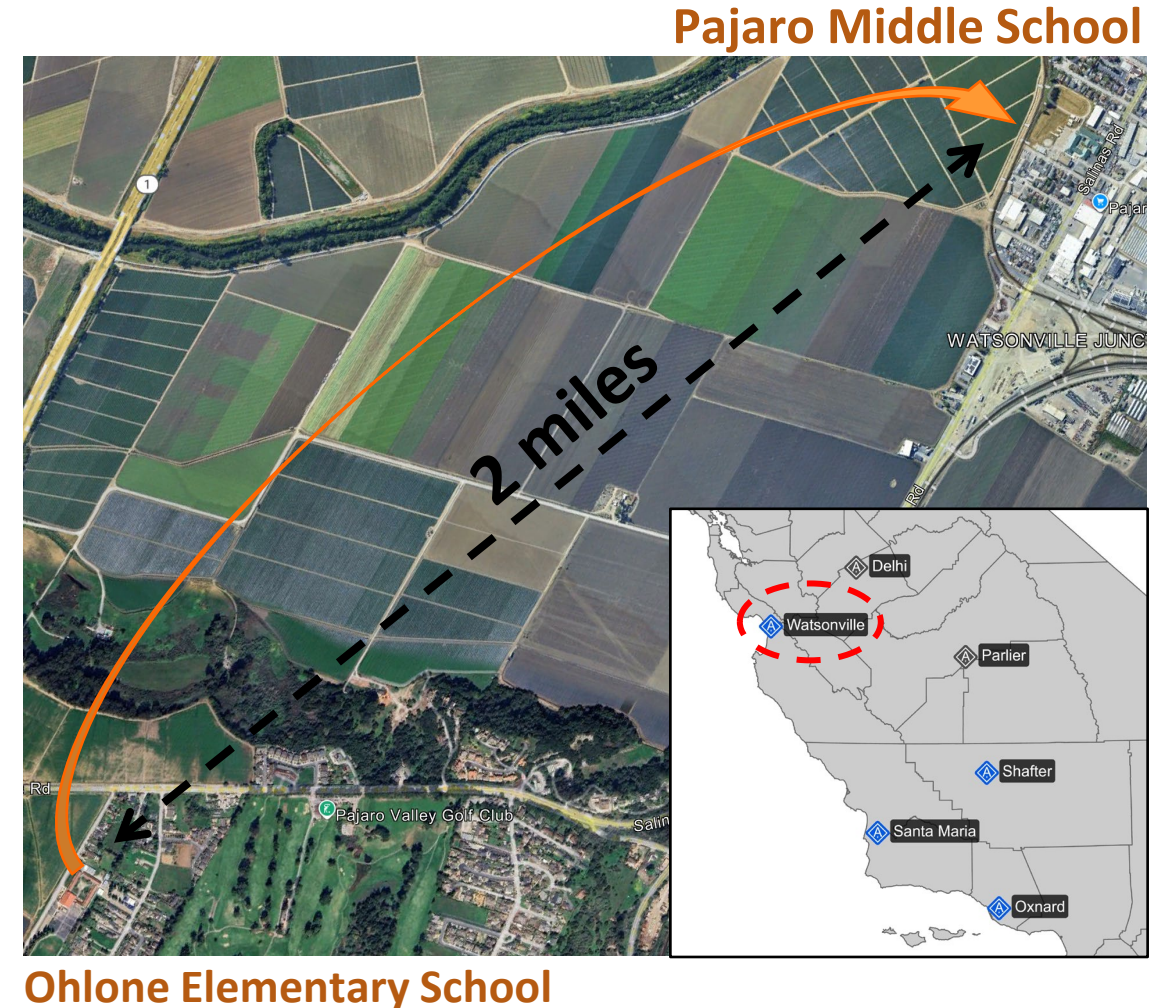 Pajaro Middle School
1
Salinas Rd
Pajar
WATSONVILLE JUNC
2 miles
Rd
A Delhi
A Watsonville
A Parlier
A Shafter
A Santa Maria
A Oxnard
Rd
Pajaro Valley Golf Club
Salin
Ohlone Elementary School